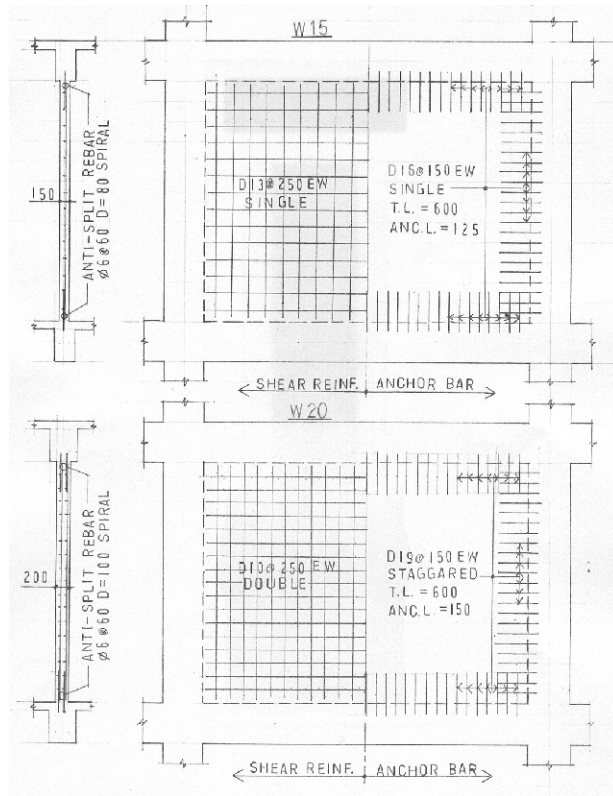 W15
150
ANTI-SPLIT REBAR
Ø6@60 D=80 SPIRAL
D13@250 EW
SINGLE
D16@150 EW
SINGLE
T.L.=600
ANC.L.=125
SHEAR REINF.
ANCHOR BAR
W20
200
ANTI-SPLIT REBAR
Ø6@60 D=100 SPIRAL
D10@250 EW
DOUBLE
D19@150 EW
STAGGARED
T.L.=600
ANC.L.=150
SHEAR REINF.
ANCHOR BAR